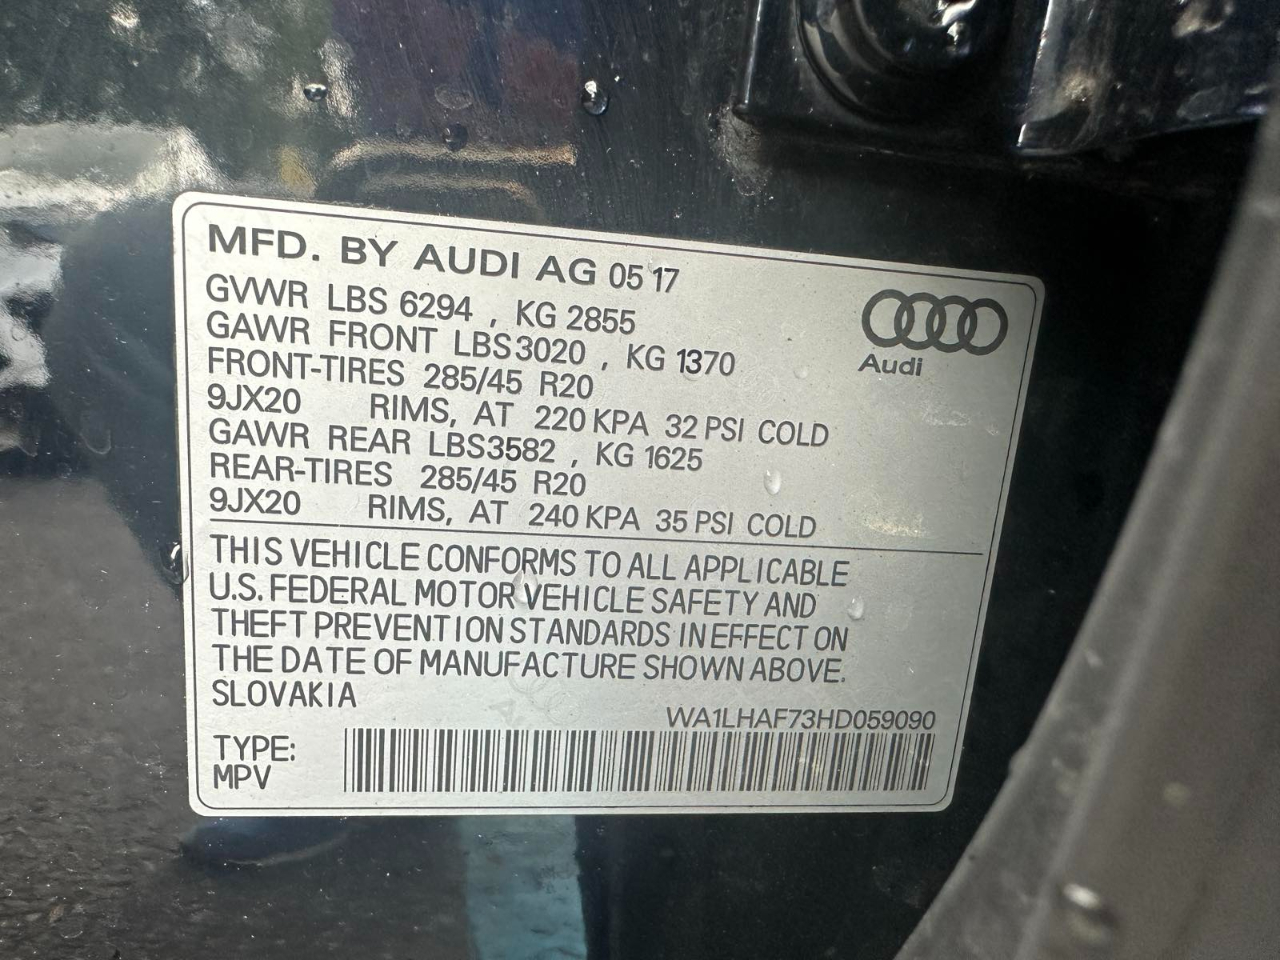 MFD. BY AUDI AG 05 17
GVWR LBS 6294 , KG 2855
GAWR FRONT LBS3020 , KG 1370
FRONT-TIRES 285/45 R20
9JX20 RIMS, AT 220 KPA 32 PSI COLD
GAWR REAR LBS3582 , KG 1625
REAR-TIRES 285/45 R20
9JX20 RIMS, AT 240 KPA 35 PSI COLD
Audi
THIS VEHICLE CONFORMS TO ALL APPLICABLE
U.S. FEDERAL MOTOR VEHICLE SAFETY AND
THEFT PREVENTION STANDARDS IN EFFECT ON
THE DATE OF MANUFACTURE SHOWN ABOVE.
SLOVAKIA
WA1LHAF73HD059090
TYPE:
MPV